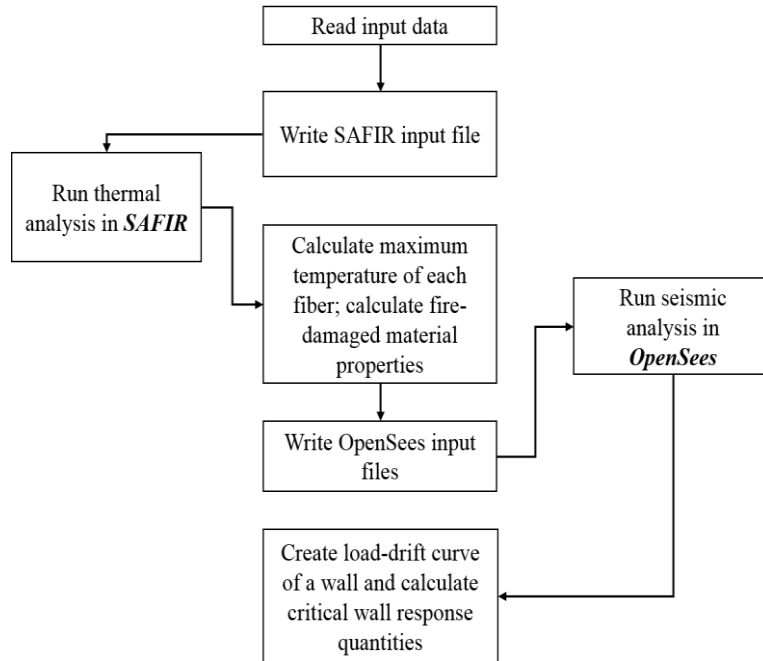 Read input data
Write SAFIR input file
Run thermal
analysis in SAFIR
Calculate maximum
temperature of each
fiber; calculate fire-
damaged material
properties
Run seismic
analysis in
OpenSees
Write OpenSees input
files
Create load-drift curve
of a wall and calculate
critical wall response
quantities